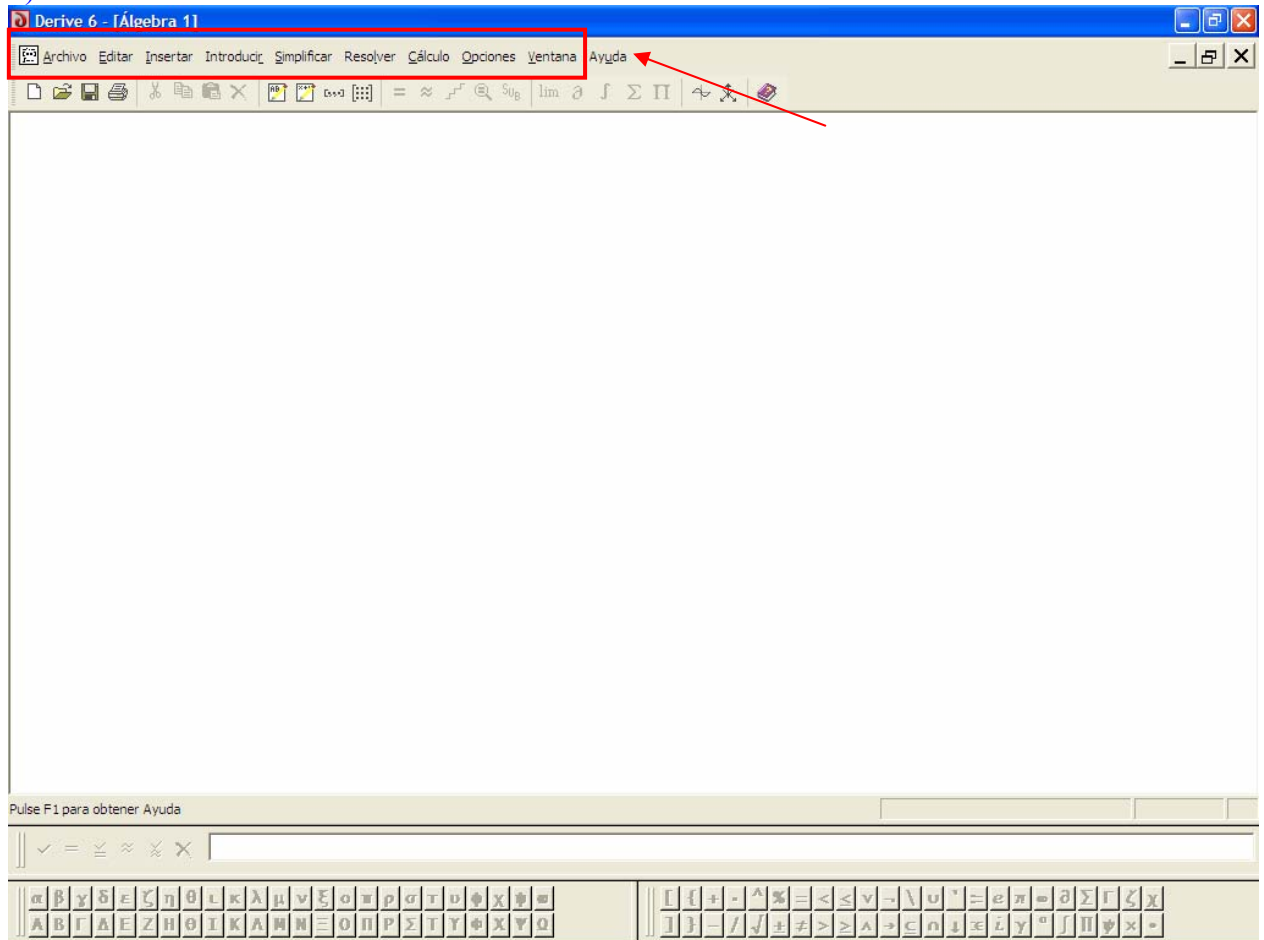 Derive 6 - [Álgebra 1]
Archivo Editar Insertar Introducir Simplificar Resolver Cálculo Opciones Ventana Ayuda
= ≈ lim ∂ ∫ Σ Π
Pulse F1 para obtener Ayuda
✓ = ≈ ✕
α β γ δ ε ζ η θ ι κ λ μ ν ξ ο π ρ σ τ υ φ χ ψ ω [ { + · ^ % = < ≤ ∨ ¬ \ ∪ ' := e π ∞ ∂ Σ Γ ζ χ
Α Β Γ Δ Ε Ζ Η Θ Ι Κ Λ Μ Ν Ξ Ο Π Ρ Σ Τ Υ Φ Χ Ψ Ω ] } − / √ ± ≠ > ≥ ∧ → ⊆ ∩ ↓ i γ ° ∫ ∏ ψ × •